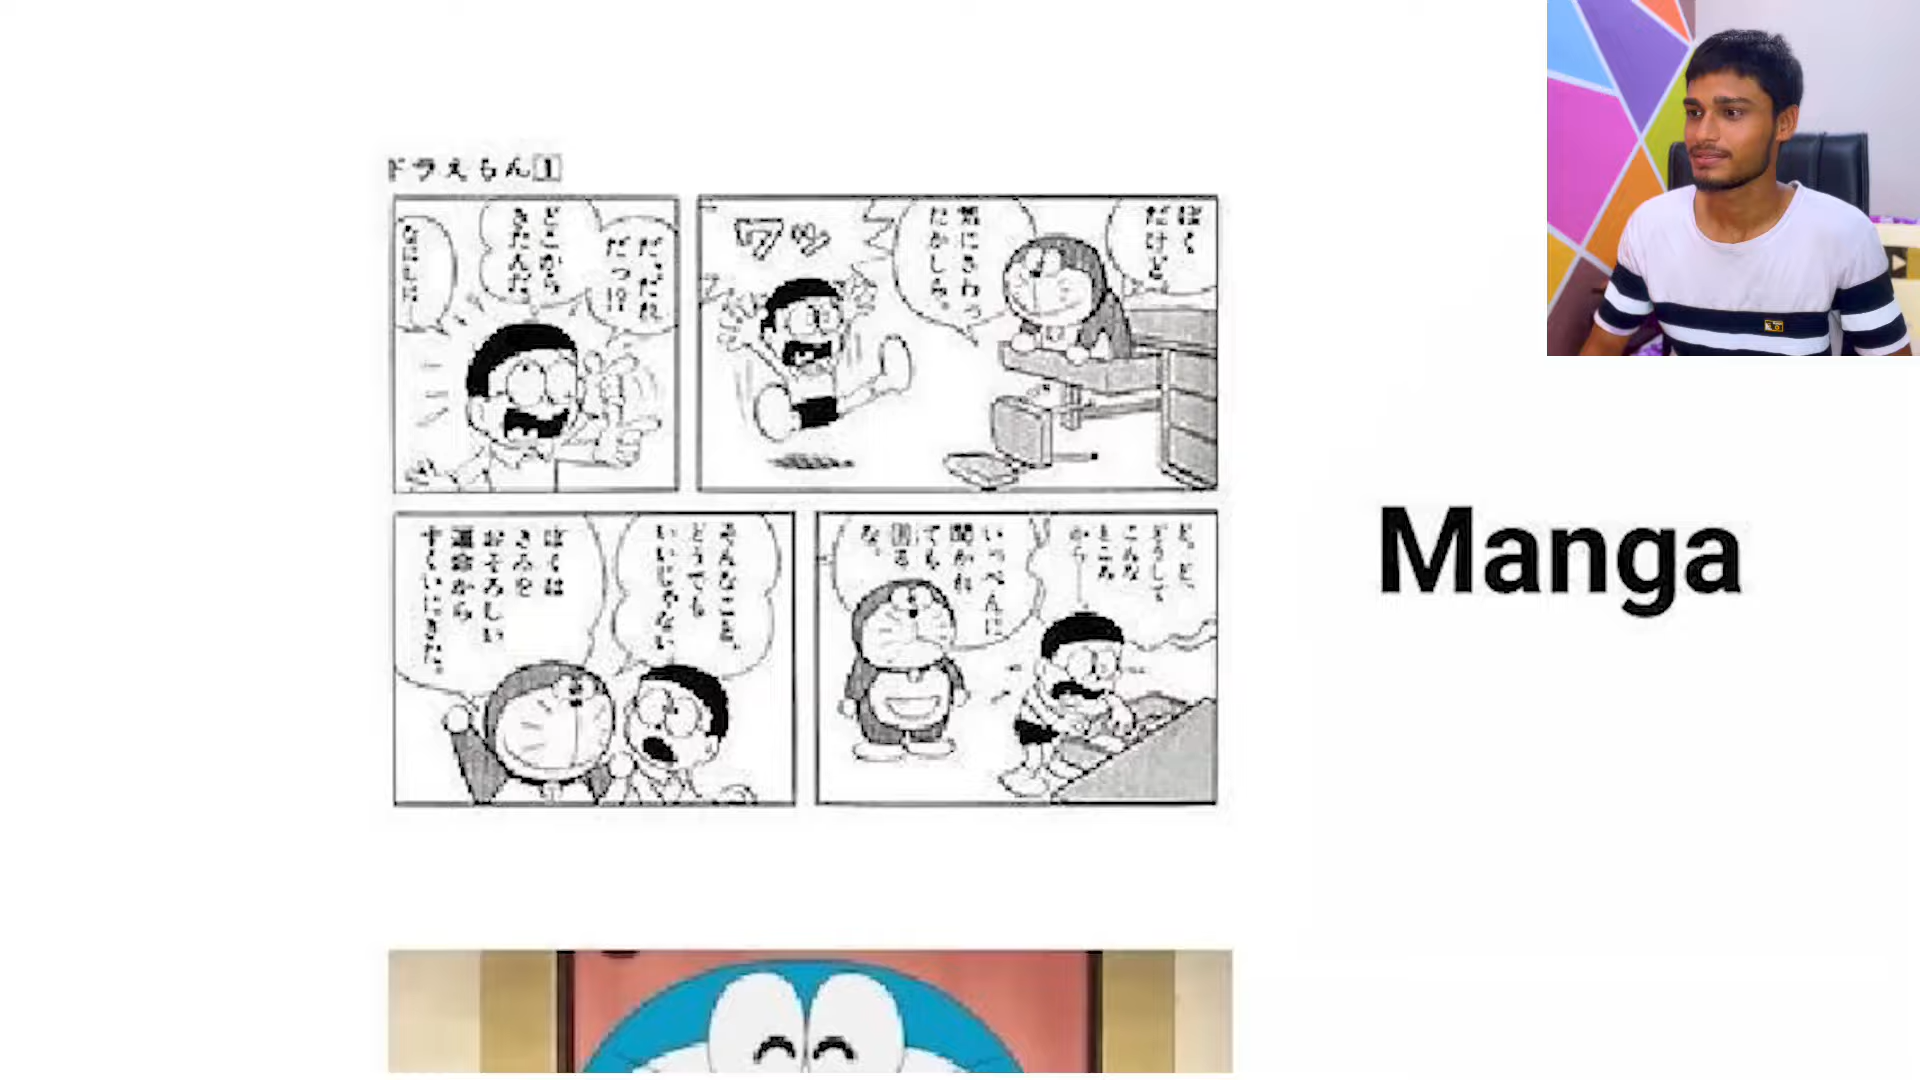 ドラえもん1
ぼく
だけど。
気にさわっ
たかしら。
ワッ
だ、だれ
だっ!?
どこから
きたんだ。
ど、ど、
どうして
こんな
ところ
から……
いっぺんに
聞かれ
ても
困る
な。
そんなこと、
どうでも
いいじゃない
ぼくは
きみを
おそろしい
運命から
すくいにきた。
Manga